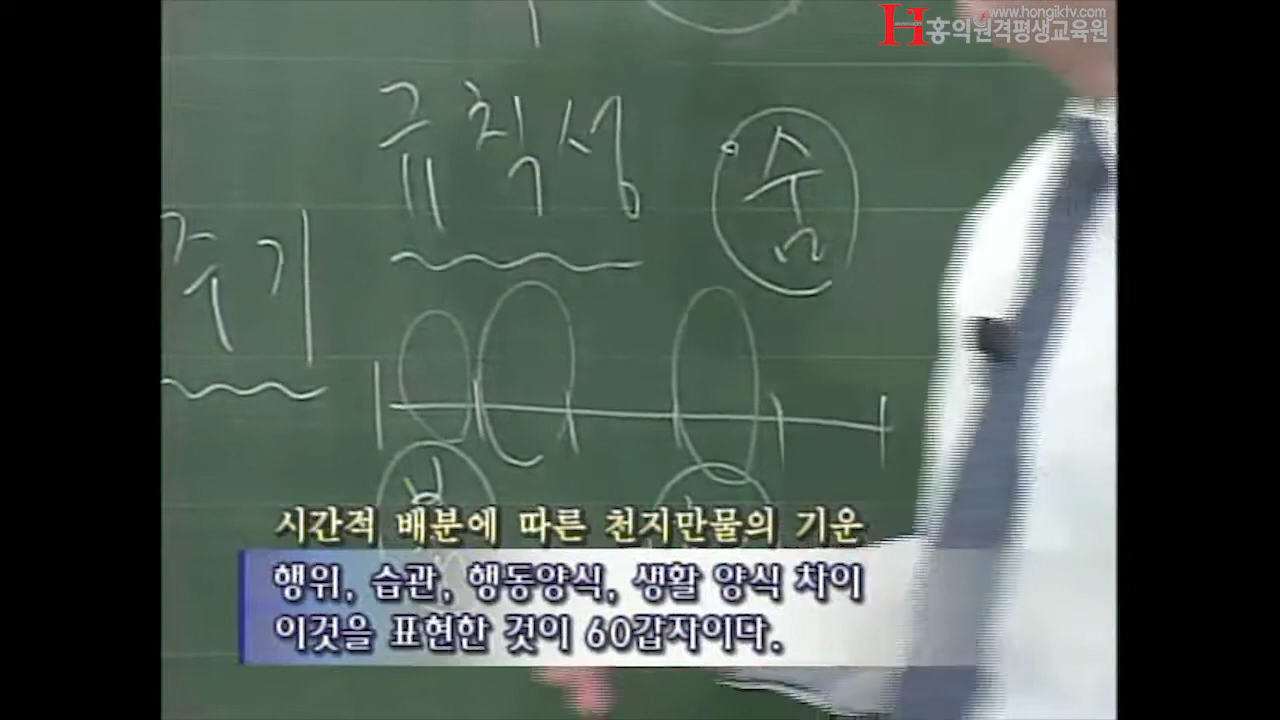 www.hongiktv.com
H 홍익원격평생교육원
규칙성
숨
주기
시간적 배분에 따른 천지만물의 기운
행위, 습관, 행동양식, 생활 양식 차이
이것을 표현한 것이 60갑자이다.